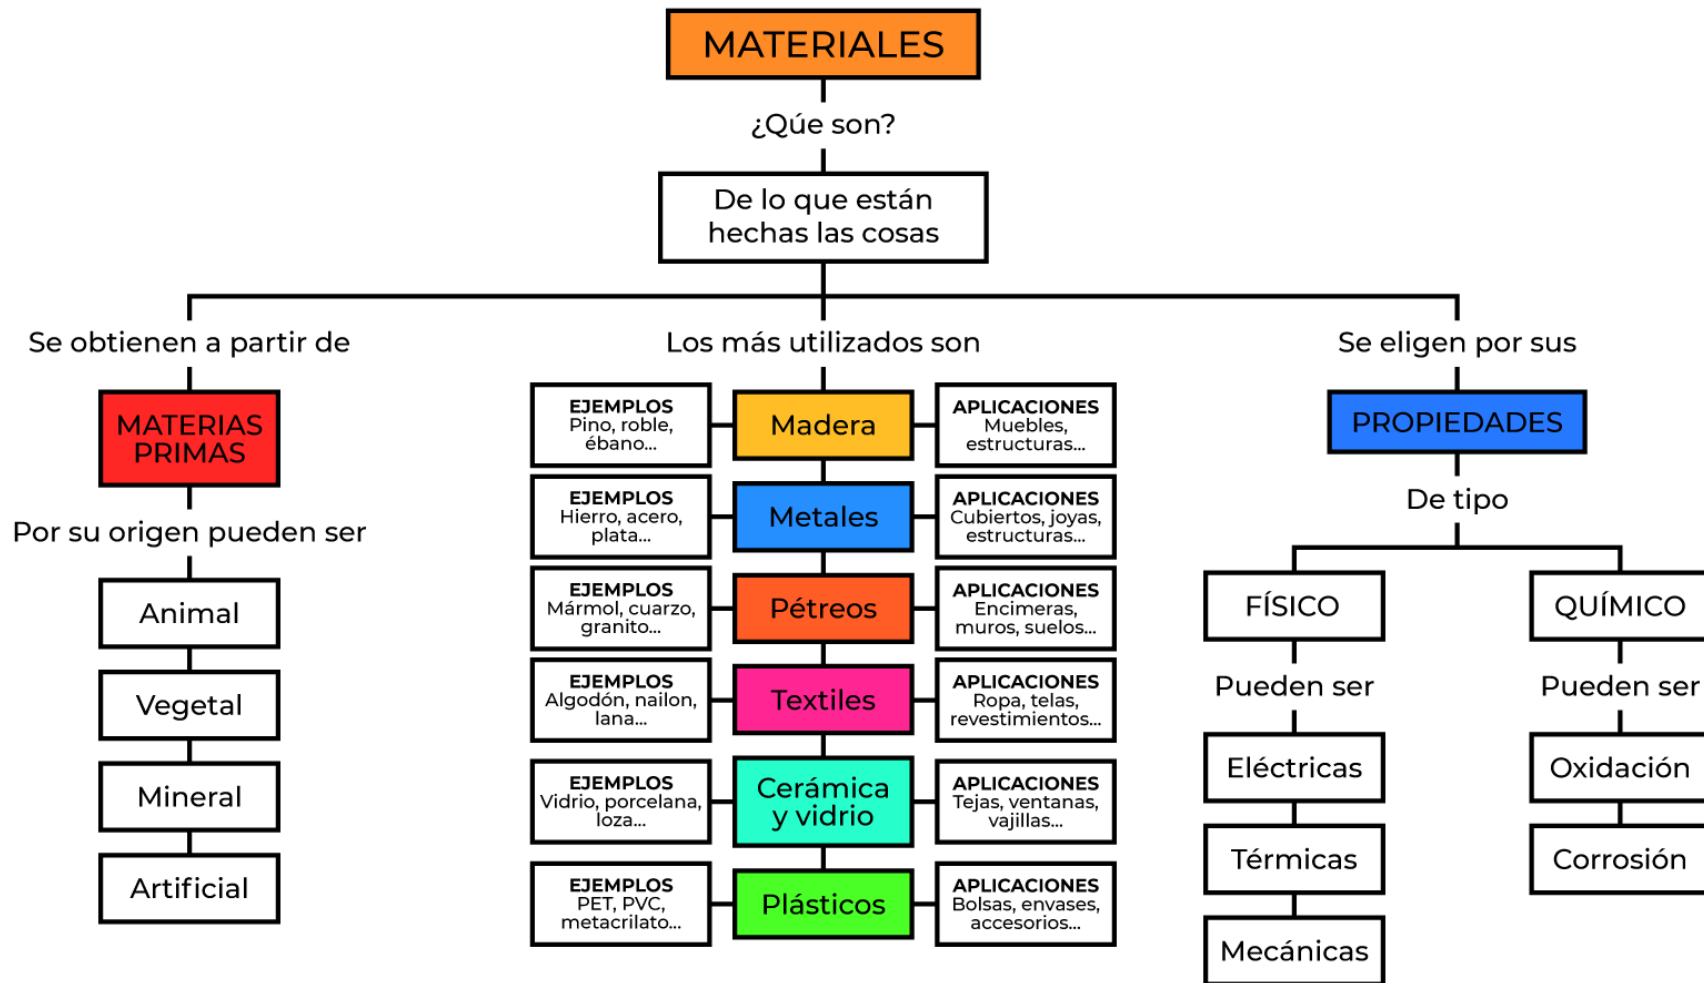 MATERIALES
¿Qúe son?
De lo que están
hechas las cosas
Se obtienen a partir de
MATERIAS
PRIMAS
Por su origen pueden ser
Animal
Vegetal
Mineral
Artificial
Los más utilizados son
EJEMPLOS
Pino, roble,
ébano...
Madera
APLICACIONES
Muebles,
estructuras...
EJEMPLOS
Hierro, acero,
plata...
Metales
APLICACIONES
Cubiertos, joyas,
estructuras...
EJEMPLOS
Mármol, cuarzo,
granito...
Pétreos
APLICACIONES
Encimeras,
muros, suelos...
EJEMPLOS
Algodón, nailon,
lana...
Textiles
APLICACIONES
Ropa, telas,
revestimientos...
EJEMPLOS
Vidrio, porcelana,
loza...
Cerámica
y vidrio
APLICACIONES
Tejas, ventanas,
vajillas...
EJEMPLOS
PET, PVC,
metacrilato...
Plásticos
APLICACIONES
Bolsas, envases,
accesorios...
Se eligen por sus
PROPIEDADES
De tipo
FÍSICO
Pueden ser
Eléctricas
Térmicas
Mecánicas
QUÍMICO
Pueden ser
Oxidación
Corrosión